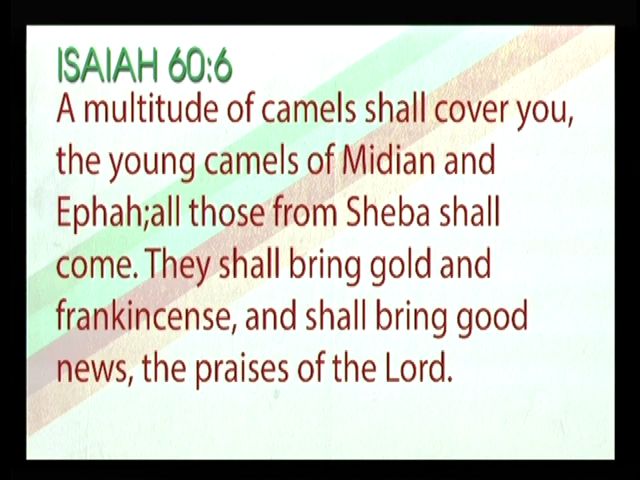 ISAIAH 60:6
A multitude of camels shall cover you,
the young camels of Midian and
Ephah;all those from Sheba shall
come. They shall bring gold and
frankincense, and shall bring good
news, the praises of the Lord.